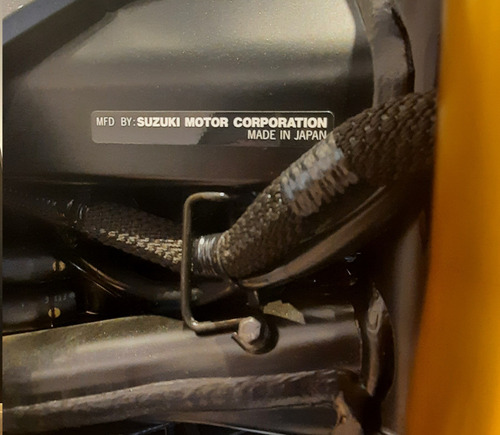 MFD BY: SUZUKI MOTOR CORPORATION
MADE IN JAPAN